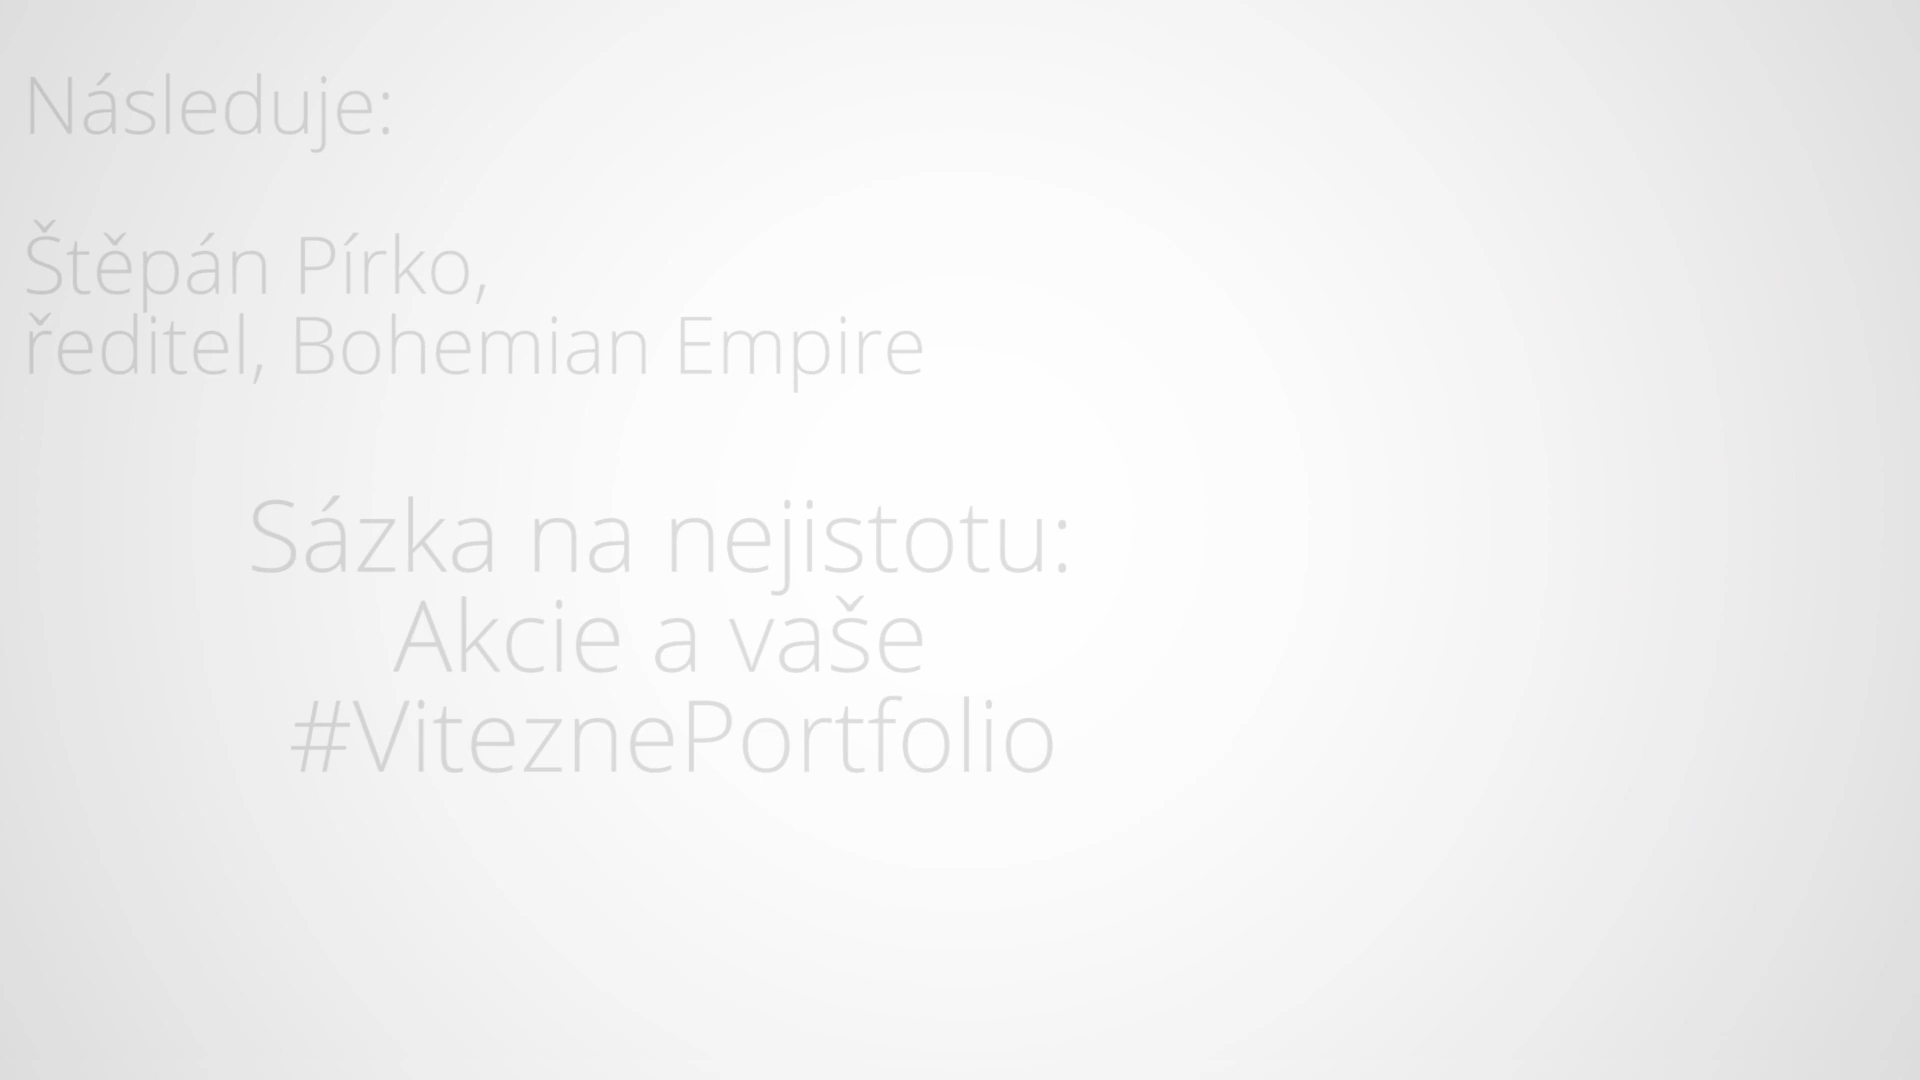 Následuje:
Štěpán Pírko,
ředitel, Bohemian Empire
Sázka na nejistotu:
Akcie a vaše
#ViteznePortfolio